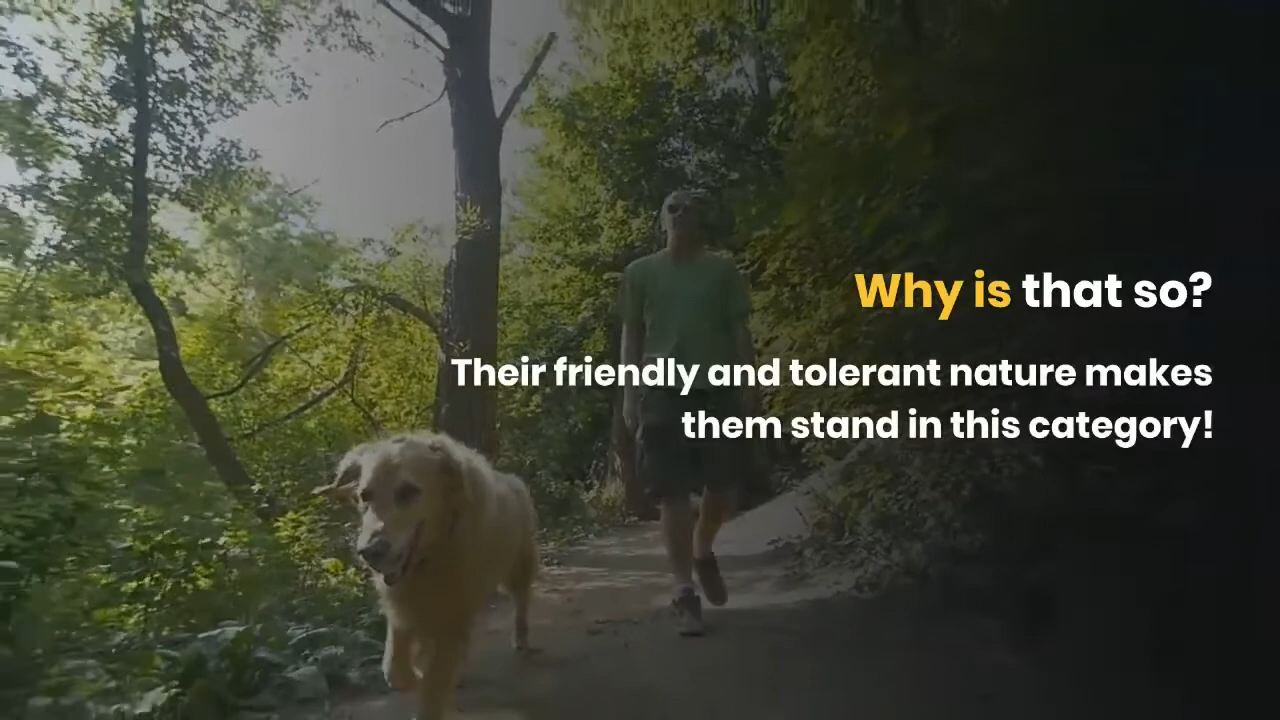 Why is that so?
Their friendly and tolerant nature makes
them stand in this category!